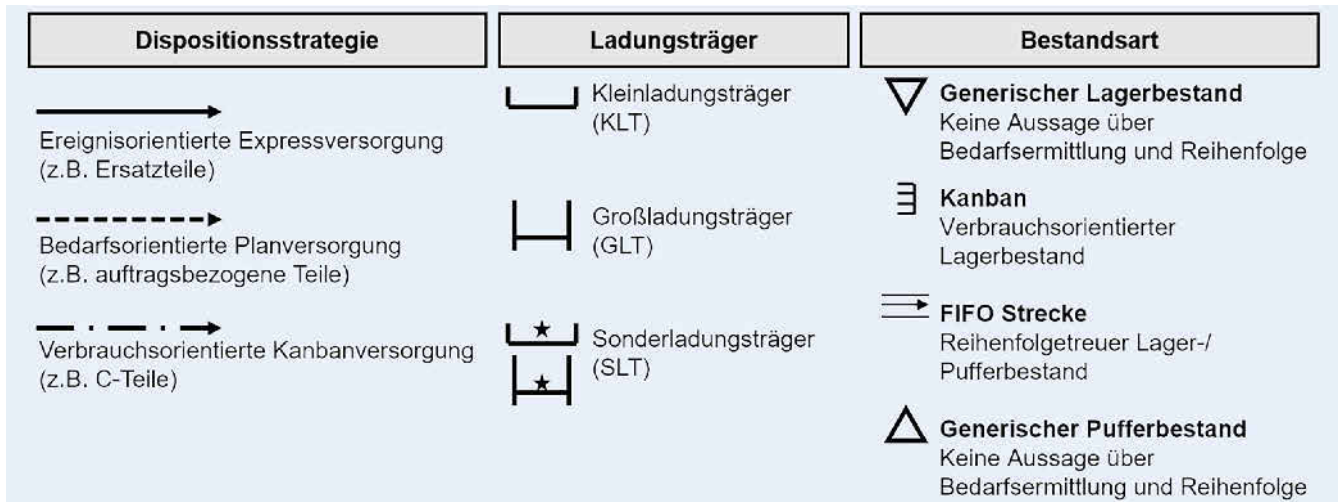 Dispositionsstrategie
Ereignisorientierte Expressversorgung
(z.B. Ersatzteile)
Bedarfsorientierte Planversorgung
(z.B. auftragsbezogene Teile)
Verbrauchsorientierte Kanbanversorgung
(z.B. C-Teile)
Ladungsträger
Kleinladungsträger
(KLT)
Großladungsträger
(GLT)
Sonderladungsträger
(SLT)
Bestandsart
Generischer Lagerbestand
Keine Aussage über
Bedarfsermittlung und Reihenfolge
Kanban
Verbrauchsorientierter
Lagerbestand
FIFO Strecke
Reihenfolgetreuer Lager-/
Pufferbestand
Generischer Pufferbestand
Keine Aussage über
Bedarfsermittlung und Reihenfolge